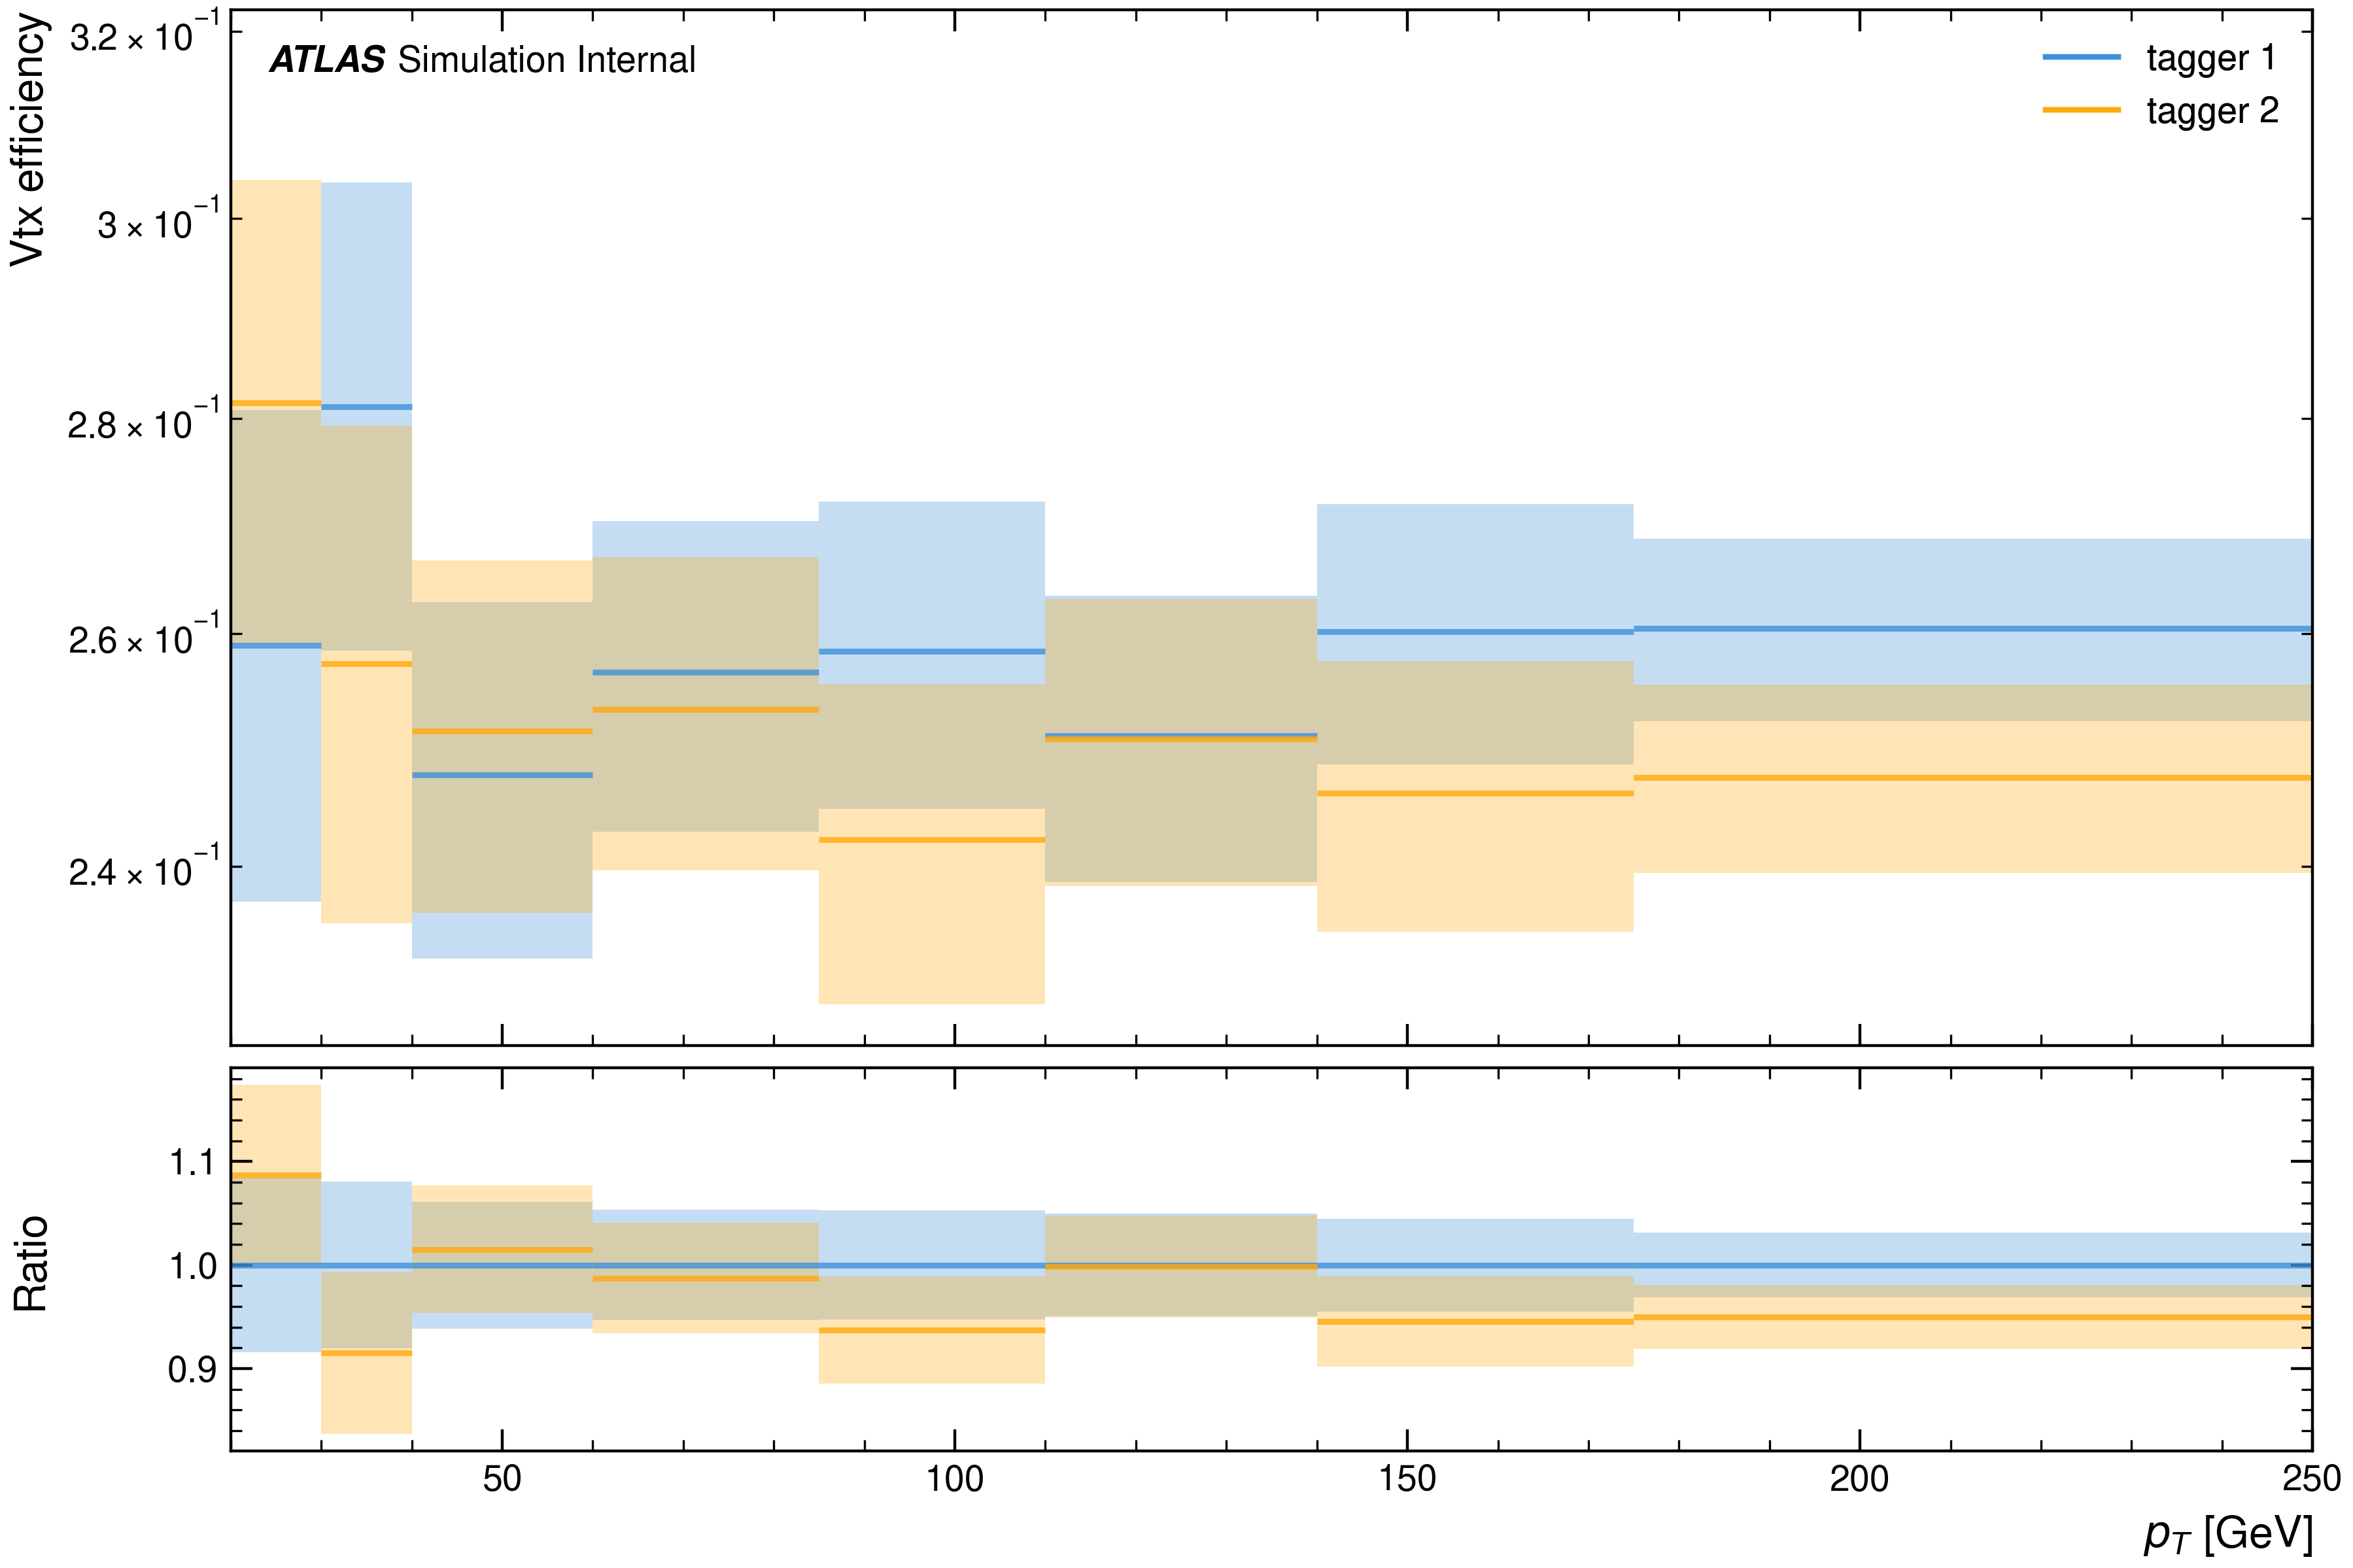 Vtx efficiency
3.2 × 10⁻¹
3 × 10⁻¹
2.8 × 10⁻¹
2.6 × 10⁻¹
2.4 × 10⁻¹
ATLAS Simulation Internal
tagger 1
tagger 2
Ratio
1.1
1.0
0.9
50 100 150 200 250
p_T [GeV]